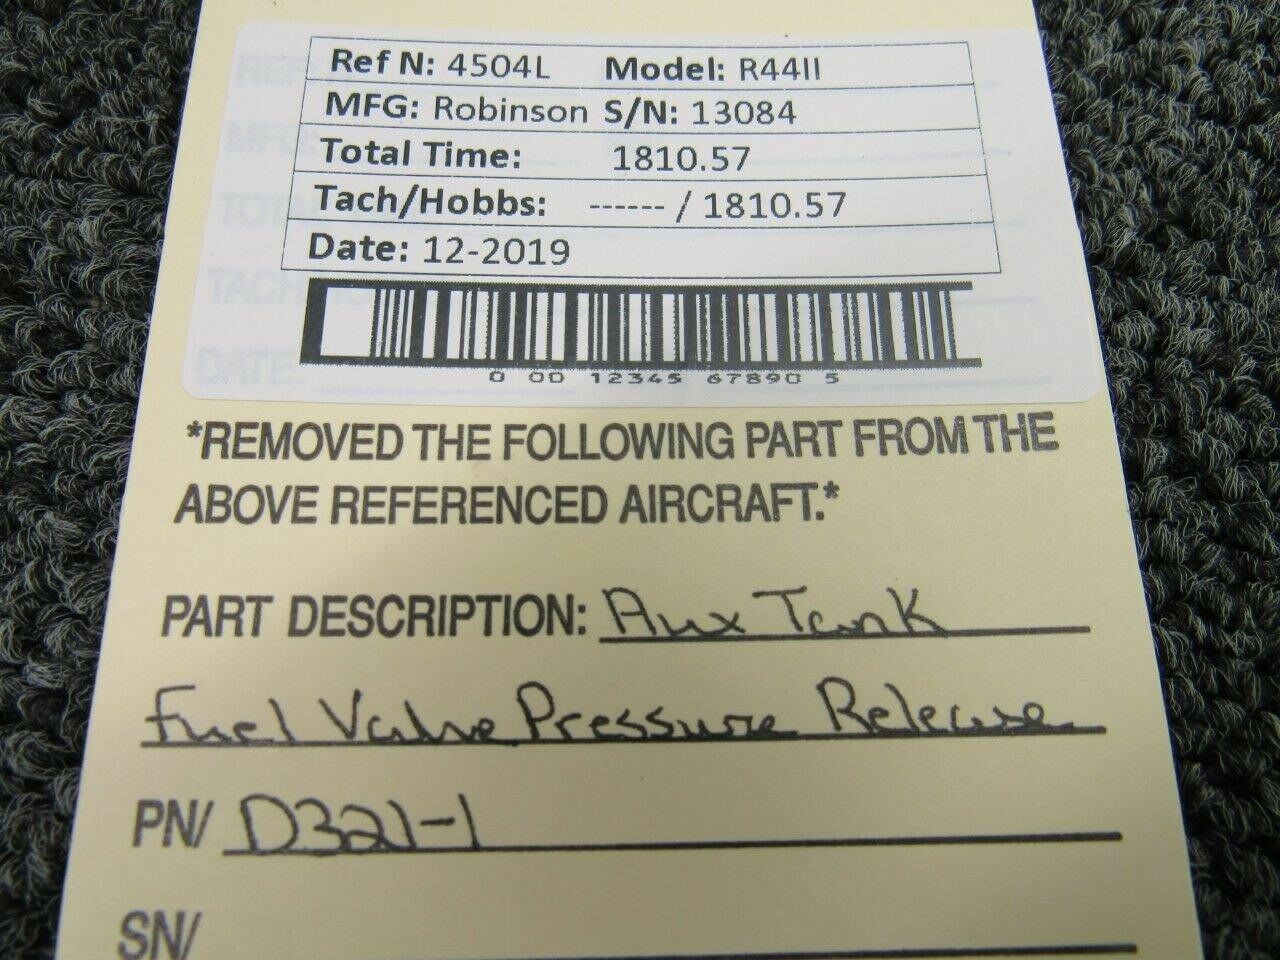 Ref N: 4504L Model: R44II
MFG: Robinson S/N: 13084
Total Time: 1810.57
Tach/Hobbs: ------ / 1810.57
Date: 12-2019
0 00 12345 67890 5
*REMOVED THE FOLLOWING PART FROM THE
ABOVE REFERENCED AIRCRAFT.*
PART DESCRIPTION: Aux Tank
Fuel Valve Pressure Release
PN/ D321-1
SN/